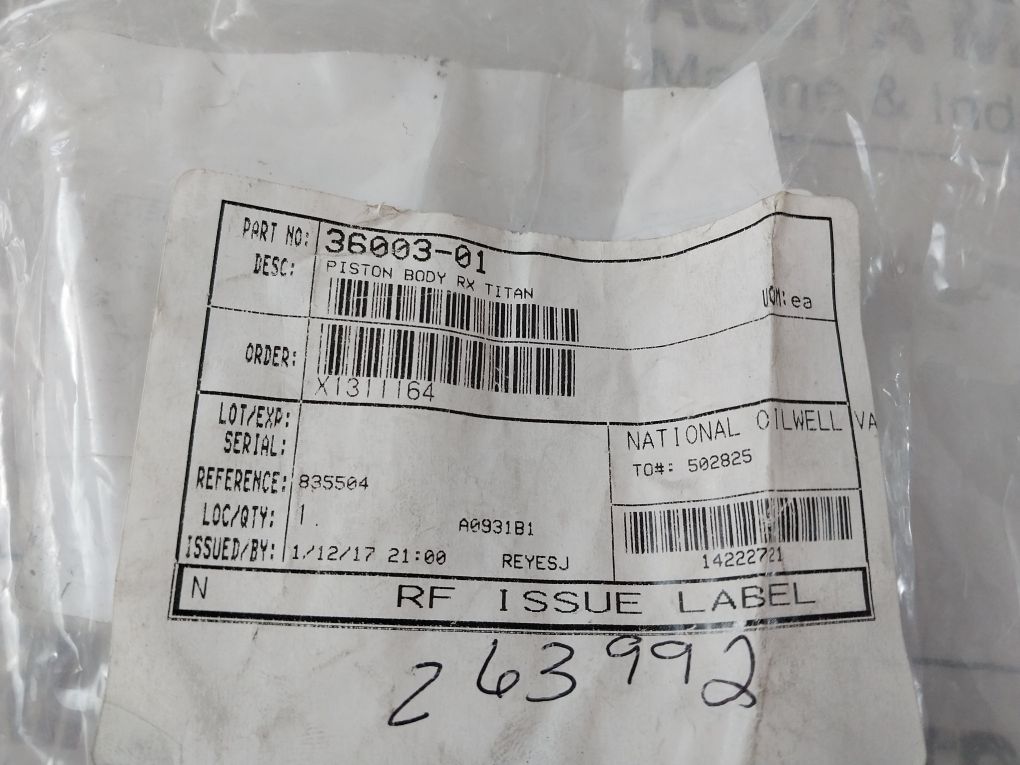 PART NO: 36003-01
DESC: PISTON BODY RX TITAN
UOM: ea
ORDER:
X1311164
LOT/EXP:
SERIAL:
NATIONAL OILWELL VA
TO#: 502825
REFERENCE: 835504
LOC/QTY: 1 A0931B1
ISSUED/BY: 1/12/17 21:00 REYESJ
14222721
N RF ISSUE LABEL
263992